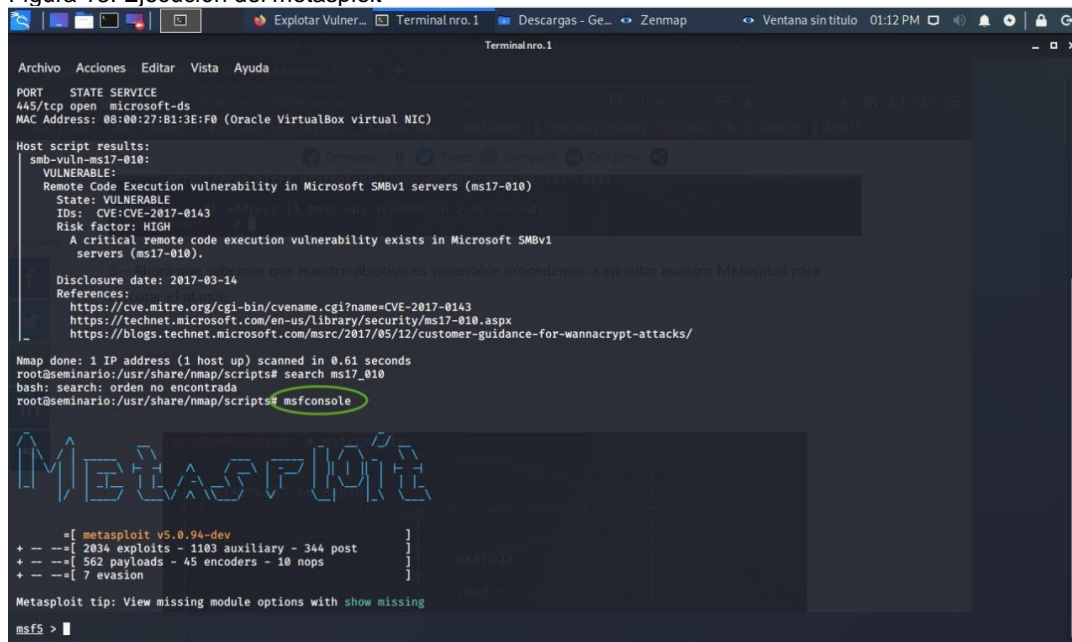 Figura 18. Ejecución del metasploit
Explotar Vulner... Terminal nro. 1 Descargas - Ge... Zenmap Ventana sin título 01:12 PM
Terminal nro. 1
Archivo Acciones Editar Vista Ayuda
PORT STATE SERVICE
445/tcp open microsoft-ds
MAC Address: 08:00:27:B1:3E:F0 (Oracle VirtualBox virtual NIC)
Host script results:
| smb-vuln-ms17-010:
| VULNERABLE:
| Remote Code Execution vulnerability in Microsoft SMBv1 servers (ms17-010)
| State: VULNERABLE
| IDs: CVE:CVE-2017-0143
| Risk factor: HIGH
| A critical remote code execution vulnerability exists in Microsoft SMBv1
| servers (ms17-010).
|
| Disclosure date: 2017-03-14
| References:
| https://cve.mitre.org/cgi-bin/cvename.cgi?name=CVE-2017-0143
| https://technet.microsoft.com/en-us/library/security/ms17-010.aspx
|_ https://blogs.technet.microsoft.com/msrc/2017/05/12/customer-guidance-for-wannacrypt-attacks/
Nmap done: 1 IP address (1 host up) scanned in 0.61 seconds
root@seminario:/usr/share/nmap/scripts# search ms17_010
bash: search: orden no encontrada
root@seminario:/usr/share/nmap/scripts# msfconsole
METASPLOIT
=[ metasploit v5.0.94-dev ]
+ -- --=[ 2034 exploits - 1103 auxiliary - 344 post ]
+ -- --=[ 562 payloads - 45 encoders - 10 nops ]
+ -- --=[ 7 evasion ]
Metasploit tip: View missing module options with show missing
msf5 >